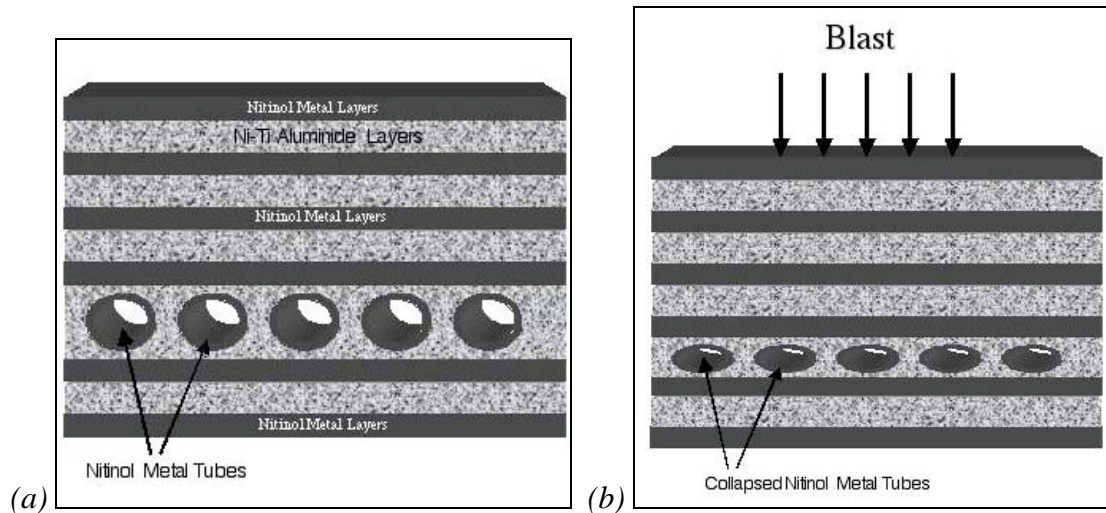 Nitinol Metal Layers
Ni-Ti Aluminide Layers
Nitinol Metal Layers
Nitinol Metal Layers
Nitinol Metal Tubes
(a)
Blast
Collapsed Nitinol Metal Tubes
(b)